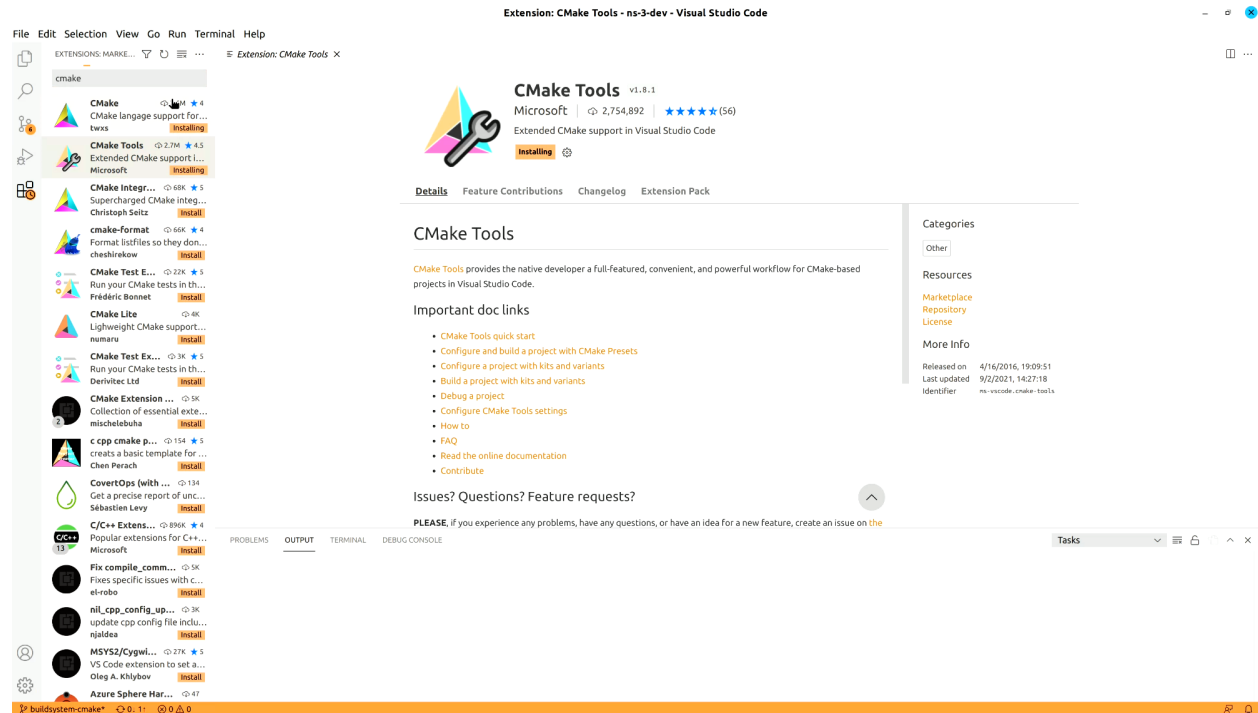 Extension: CMake Tools - ns-3-dev - Visual Studio Code
File Edit Selection View Go Run Terminal Help
EXTENSIONS: MARKE...
Extension: CMake Tools
cmake
CMake 4
CMake langage support for...
twxs Installing
CMake Tools 2.7M 4.5
Extended CMake support i...
Microsoft Installing
CMake Integr... 68K 5
Supercharged CMake integ...
Christoph Seitz Install
cmake-format 66K 4
Format listfiles so they don...
cheshirekow Install
CMake Test E... 22K 5
Run your CMake tests in th...
Frédéric Bonnet Install
CMake Lite 4K
Lighweight CMake support...
numaru Install
CMake Test Ex... 3K 5
Run your CMake tests in th...
Derivitec Ltd Install
CMake Extension ... 5K
Collection of essential exte...
2
mischelebuha Install
c cpp cmake p... 154 5
creats a basic template for ...
Chen Perach Install
CovertOps (with ... 134
Get a precise report of unc...
Sébastien Levy Install
C/C++ Extens... 896K 4
C/C++
Popular extensions for C++...
13
Microsoft Install
Fix compile_comm... 5K
Fixes specific issues with c...
el-robo Install
nil_cpp_config_up... 3K
update cpp config file inclu...
njaldea Install
MSYS2/Cygwi... 27K 5
VS Code extension to set a...
Oleg A. Khlybov Install
Azure Sphere Har... 47
6
CMake Tools v1.8.1
Microsoft 2,754,892 (56)
Extended CMake support in Visual Studio Code
Installing
Details Feature Contributions Changelog Extension Pack
CMake Tools
CMake Tools provides the native developer a full-featured, convenient, and powerful workflow for CMake-based
projects in Visual Studio Code.
Important doc links
• CMake Tools quick start
• Configure and build a project with CMake Presets
• Configure a project with kits and variants
• Build a project with kits and variants
• Debug a project
• Configure CMake Tools settings
• How to
• FAQ
• Read the online documentation
• Contribute
Issues? Questions? Feature requests?
PLEASE, if you experience any problems, have any questions, or have an idea for a new feature, create an issue on the
Categories
Other
Resources
Marketplace
Repository
License
More Info
Released on 4/16/2016, 19:09:51
Last updated 9/2/2021, 14:27:18
Identifier ms-vscode.cmake-tools
PROBLEMS OUTPUT TERMINAL DEBUG CONSOLE
Tasks
buildsystem-cmake* 0↓ 1↑ 0 0